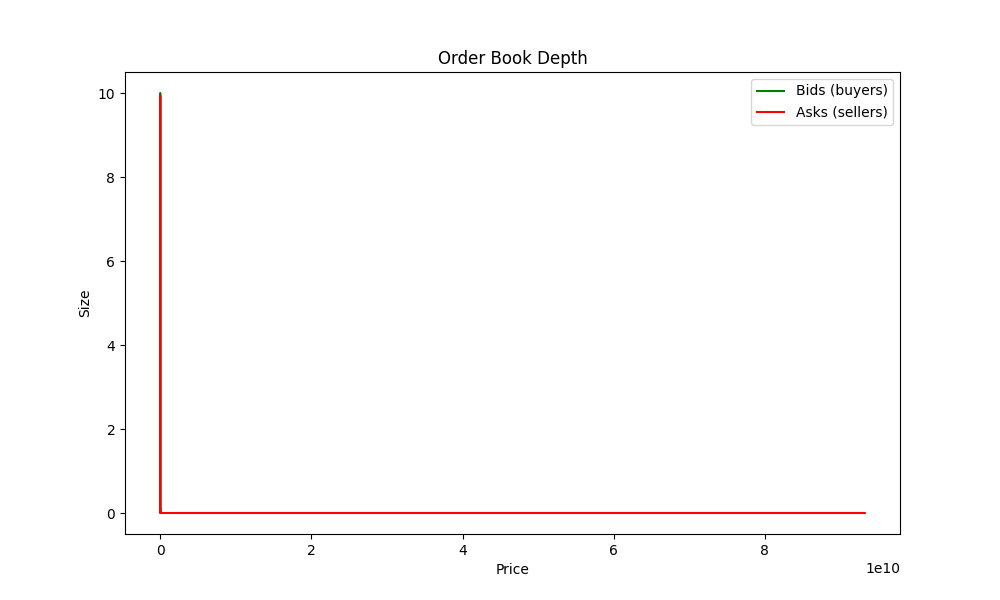 Order Book Depth
Bids (buyers)
Asks (sellers)
10
8
6
4
2
0
Size
0 2 4 6 8
1e10
Price